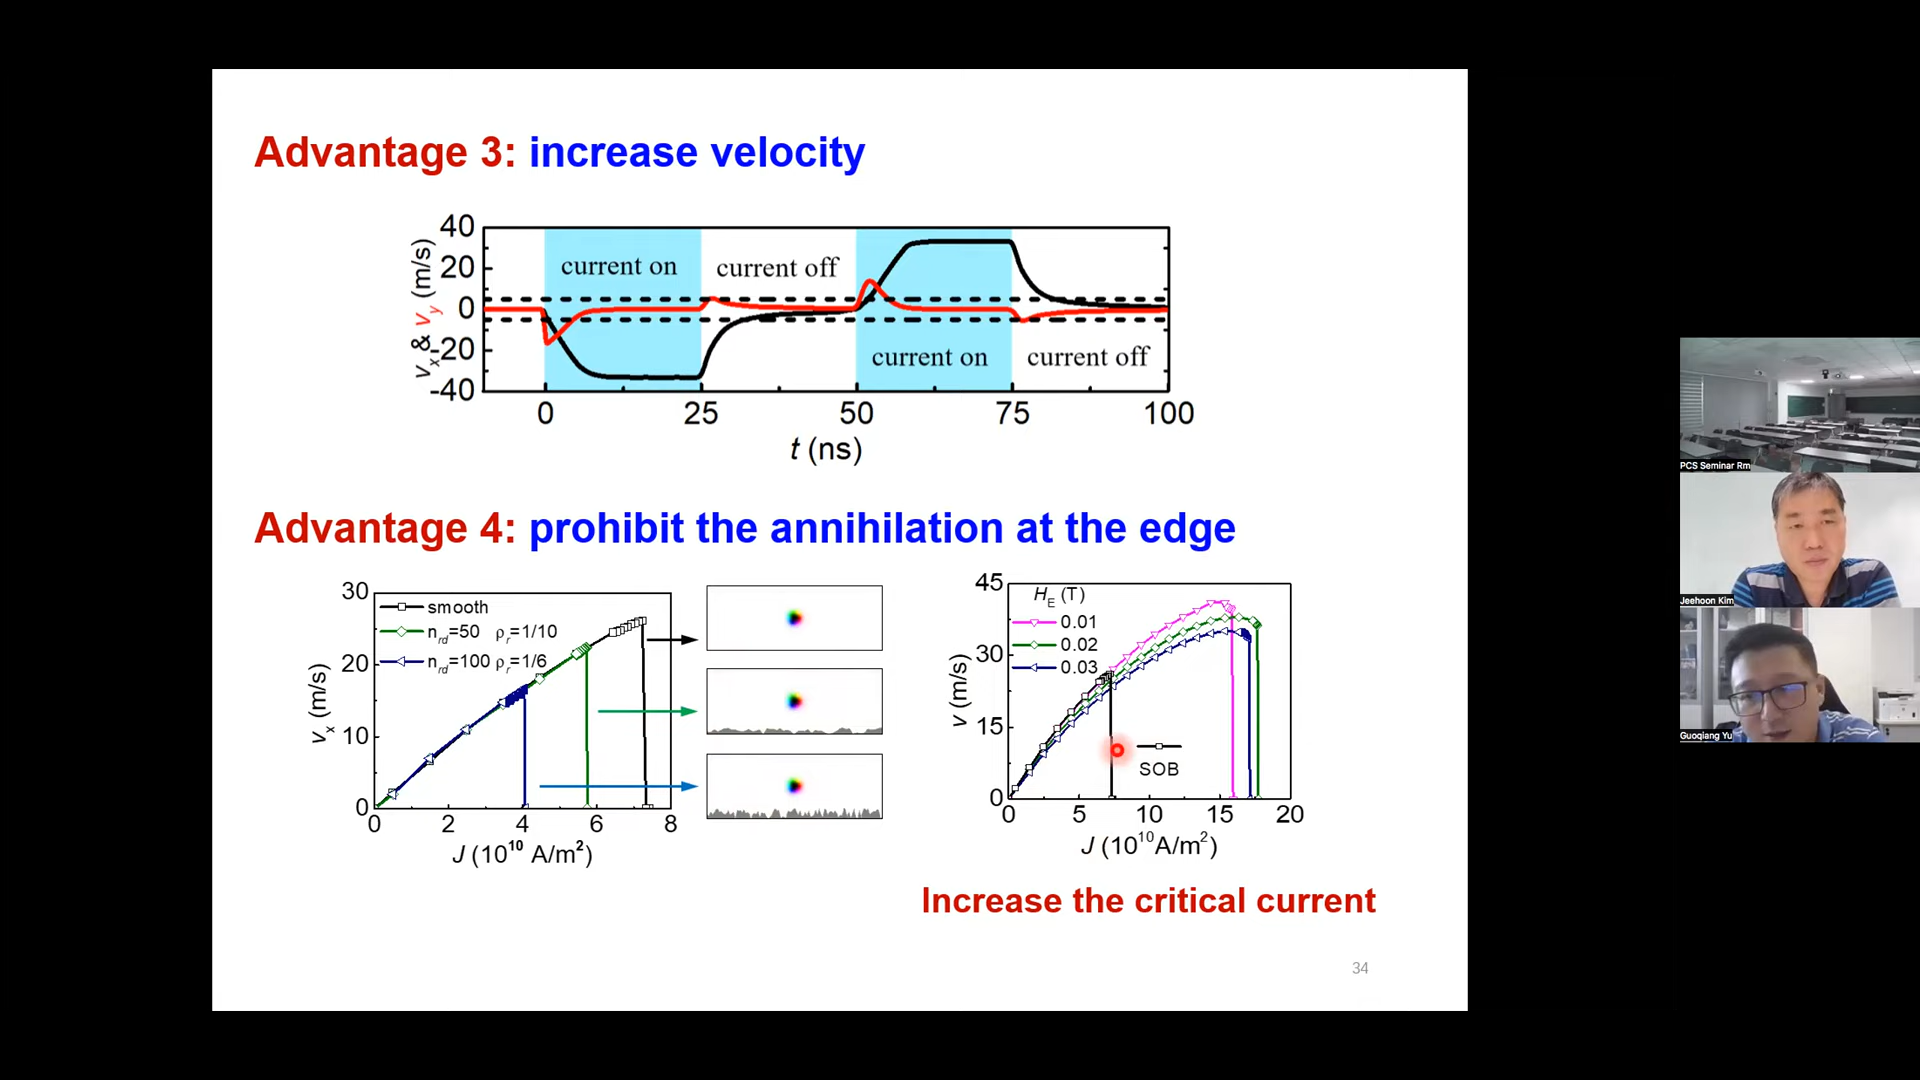 Advantage 3: increase velocity
40
20
0
-20
-40
vx & vy (m/s)
current on
current off
current on
current off
0
25
50
75
100
t (ns)
Advantage 4: prohibit the annihilation at the edge
30
20
10
0
vx (m/s)
smooth
nrd=50 ρr=1/10
nrd=100 ρr=1/6
0
2
4
6
8
J (10¹⁰ A/m²)
45
30
15
0
v (m/s)
HE (T)
0.01
0.02
0.03
SOB
0
5
10
15
20
J (10¹⁰A/m²)
Increase the critical current
34
PCS Seminar Rm
Jeehoon Kim
Guoqiang Yu